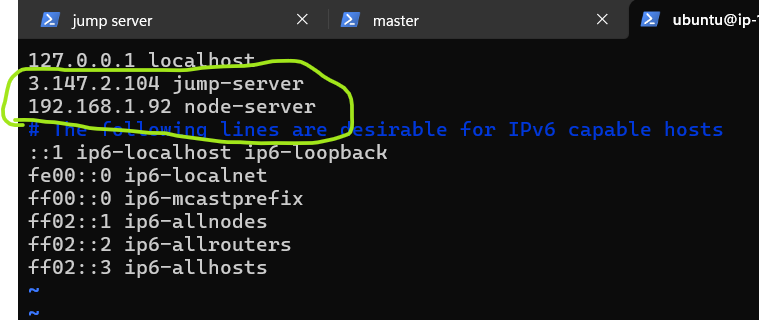 jump server
master
ubuntu@ip-
127.0.0.1 localhost
3.147.2.104 jump-server
192.168.1.92 node-server
# The following lines are desirable for IPv6 capable hosts
::1 ip6-localhost ip6-loopback
fe00::0 ip6-localnet
ff00::0 ip6-mcastprefix
ff02::1 ip6-allnodes
ff02::2 ip6-allrouters
ff02::3 ip6-allhosts
~
~